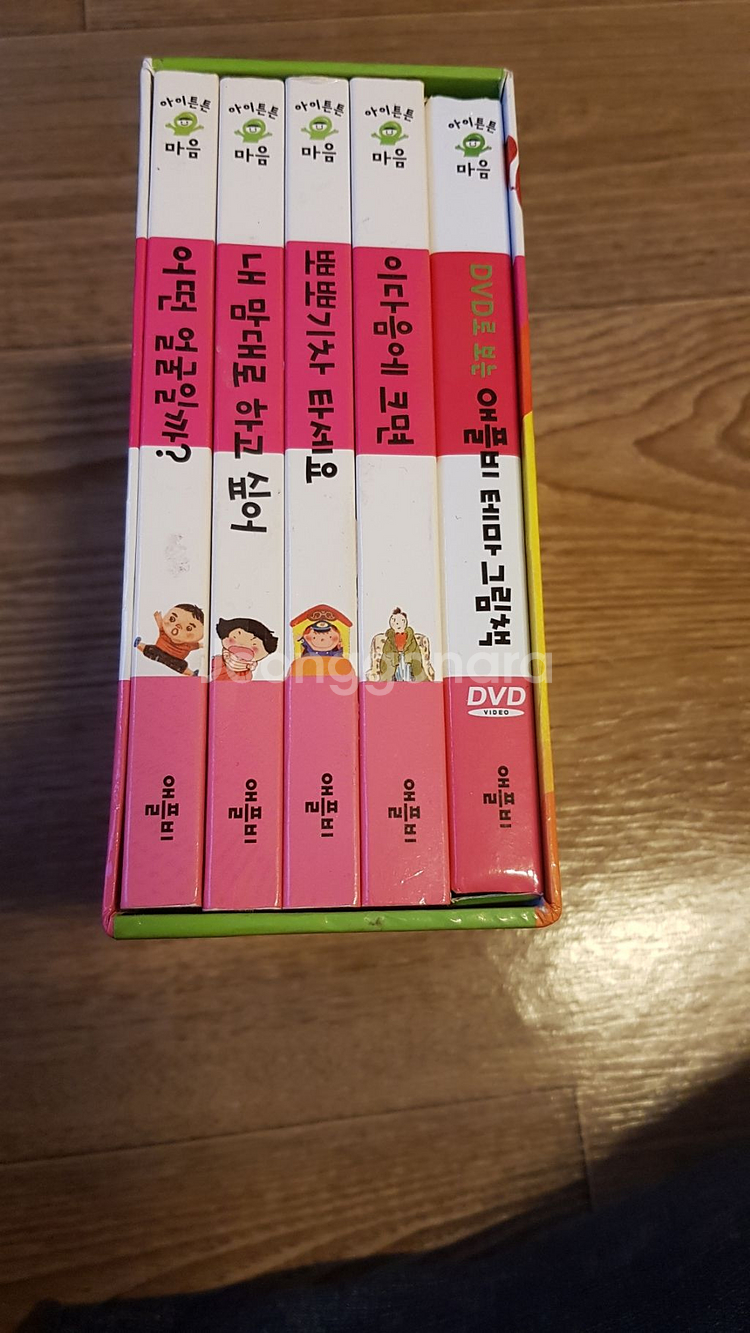 아이튼튼
마음
어떤 얼굴일까?
애플비
아이튼튼
마음
내 맘대로 하고 싶어
애플비
아이튼튼
마음
뽀뽀기차 타세요
애플비
아이튼튼
마음
이다음에 크면
애플비
아이튼튼
마음
DVD로 보는 애플비 테마 그림책
DVD
VIDEO
애플비
joonggonara